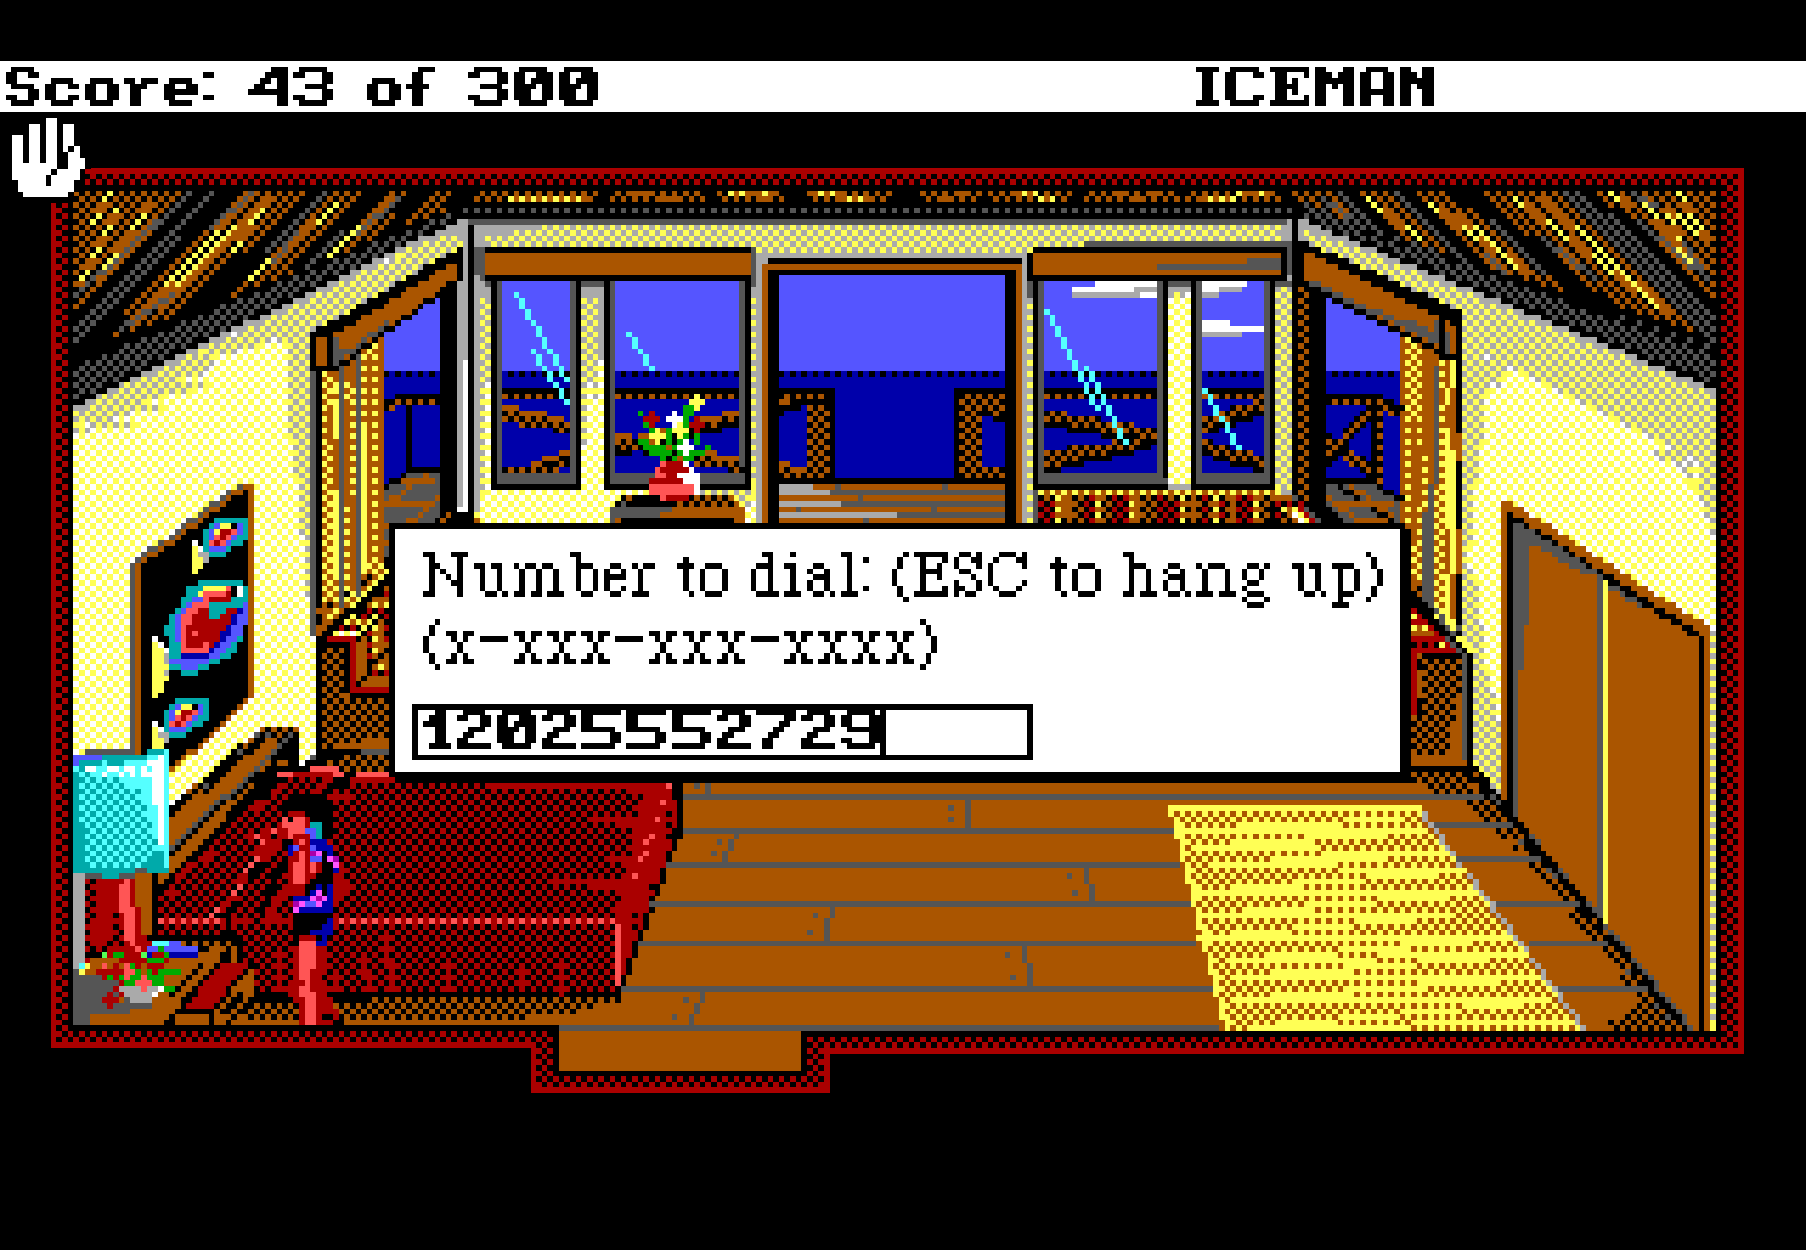 Score: 43 of 300 ICEMAN
Number to dial: (ESC to hang up)
(x-xxx-xxx-xxxx)
12025552729